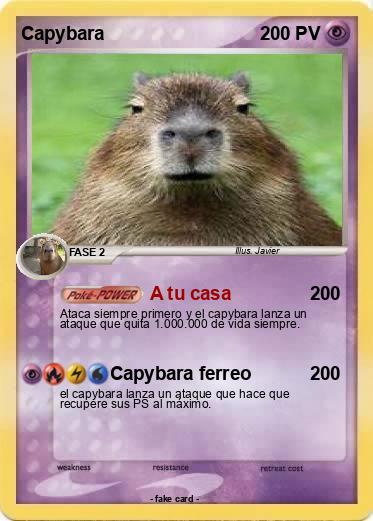 Capybara 200 PV
Illus. Javier
FASE 2
Poké-POWER A tu casa 200
Ataca siempre primero y el capybara lanza un
ataque que quita 1.000.000 de vida siempre.
Capybara ferreo 200
el capybara lanza un ataque que hace que
recupere sus PS al máximo.
weakness resistance retreat cost
- fake card -